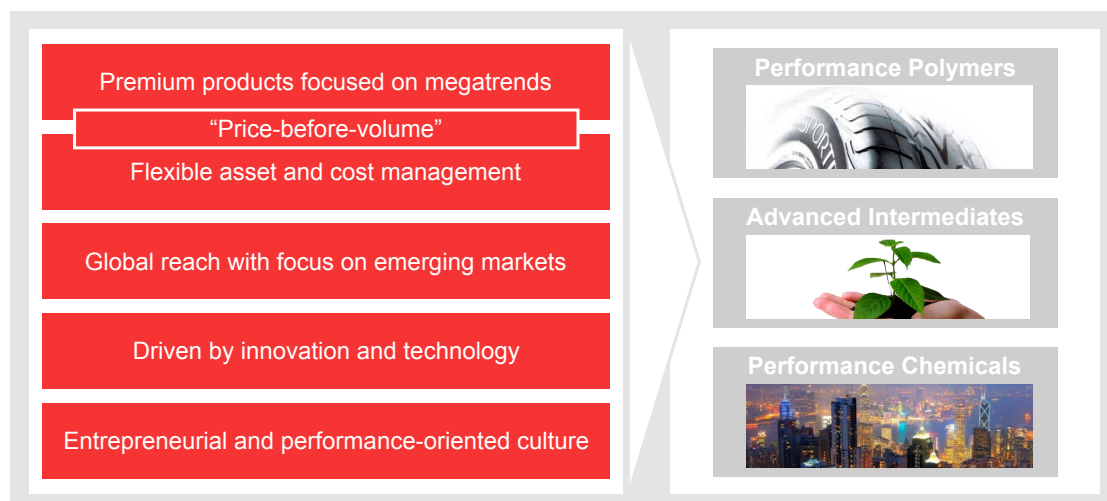 Premium products focused on megatrends
“Price-before-volume”
Flexible asset and cost management
Global reach with focus on emerging markets
Driven by innovation and technology
Entrepreneurial and performance-oriented culture
Performance Polymers
Advanced Intermediates
Performance Chemicals